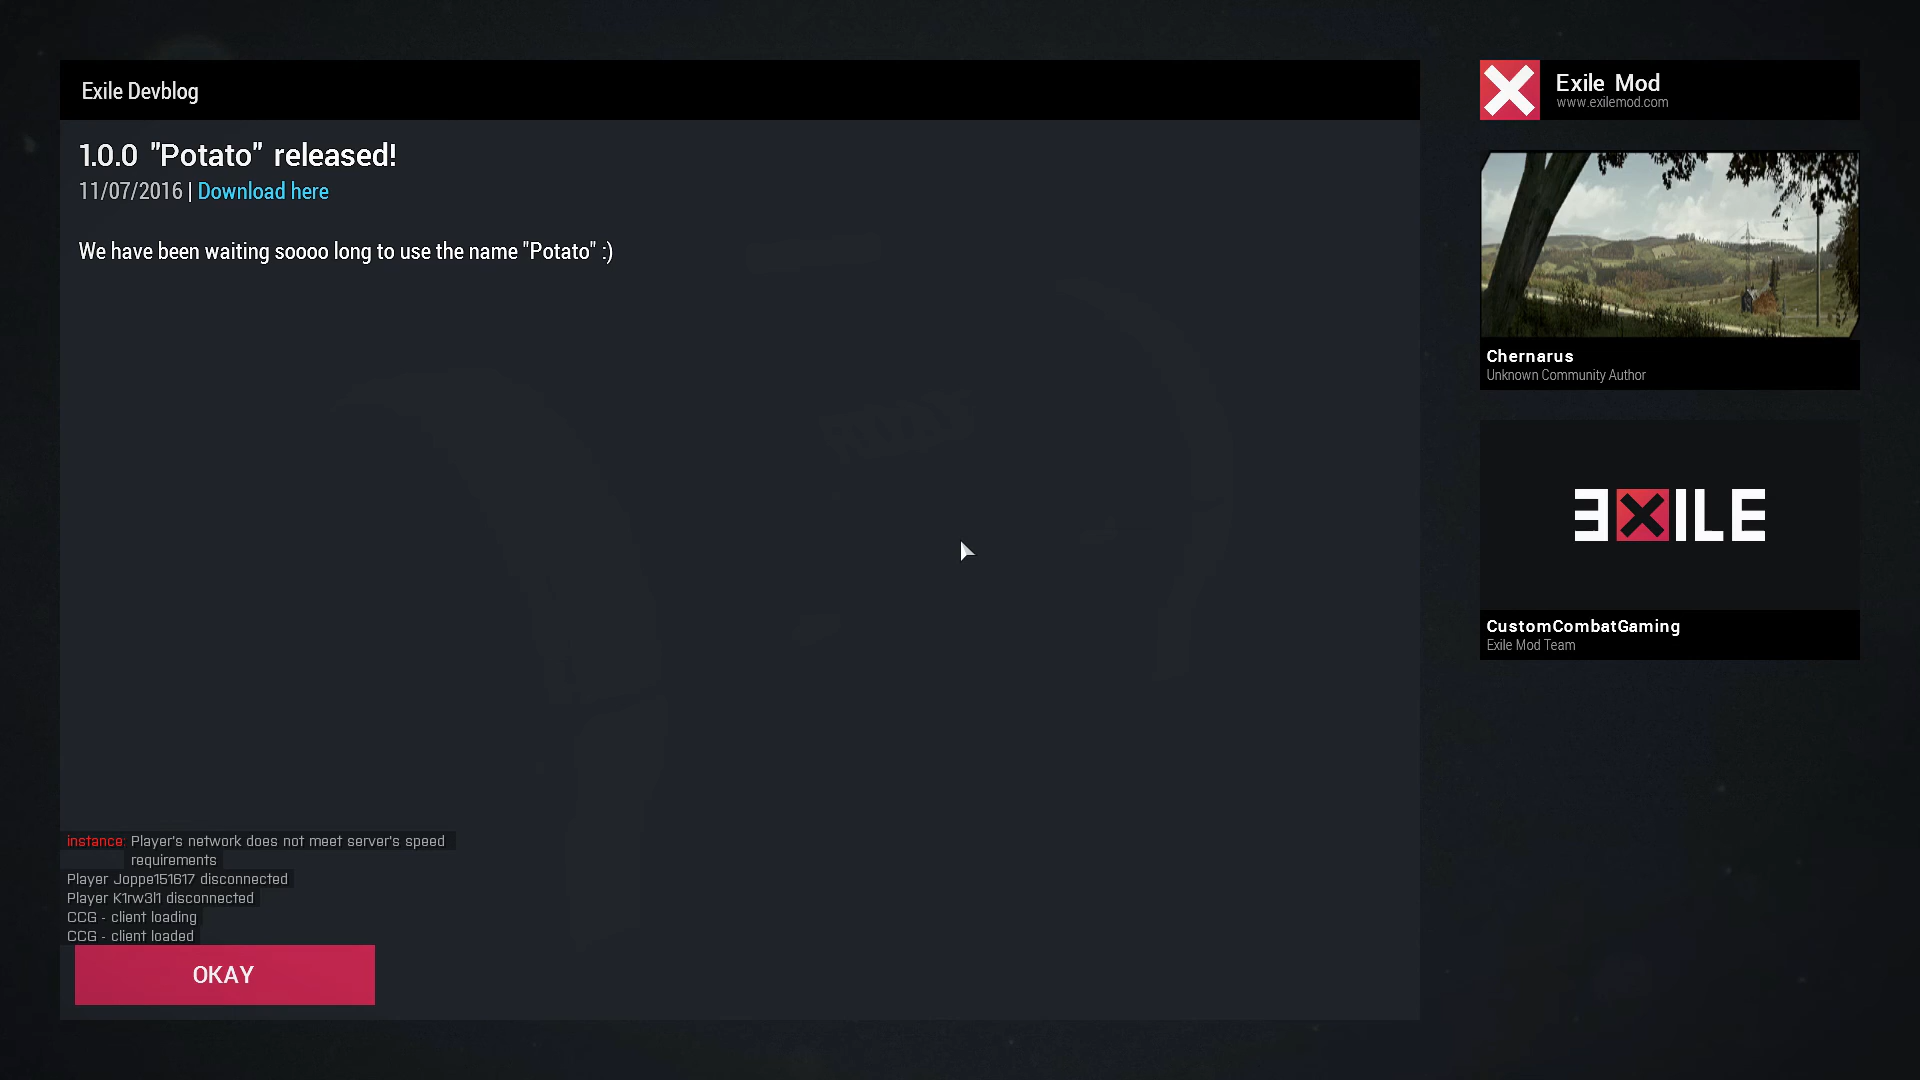 Exile Devblog
1.0.0 "Potato" released!
11/07/2016 | Download here
We have been waiting soooo long to use the name "Potato" :)
instance: Player's network does not meet server's speed
requirements
Player Joppe151617 disconnected
Player K1rw3l1 disconnected
CCG - client loading
CCG - client loaded
OKAY
Exile Mod
www.exilemod.com
Chernarus
Unknown Community Author
EXILE
CustomCombatGaming
Exile Mod Team